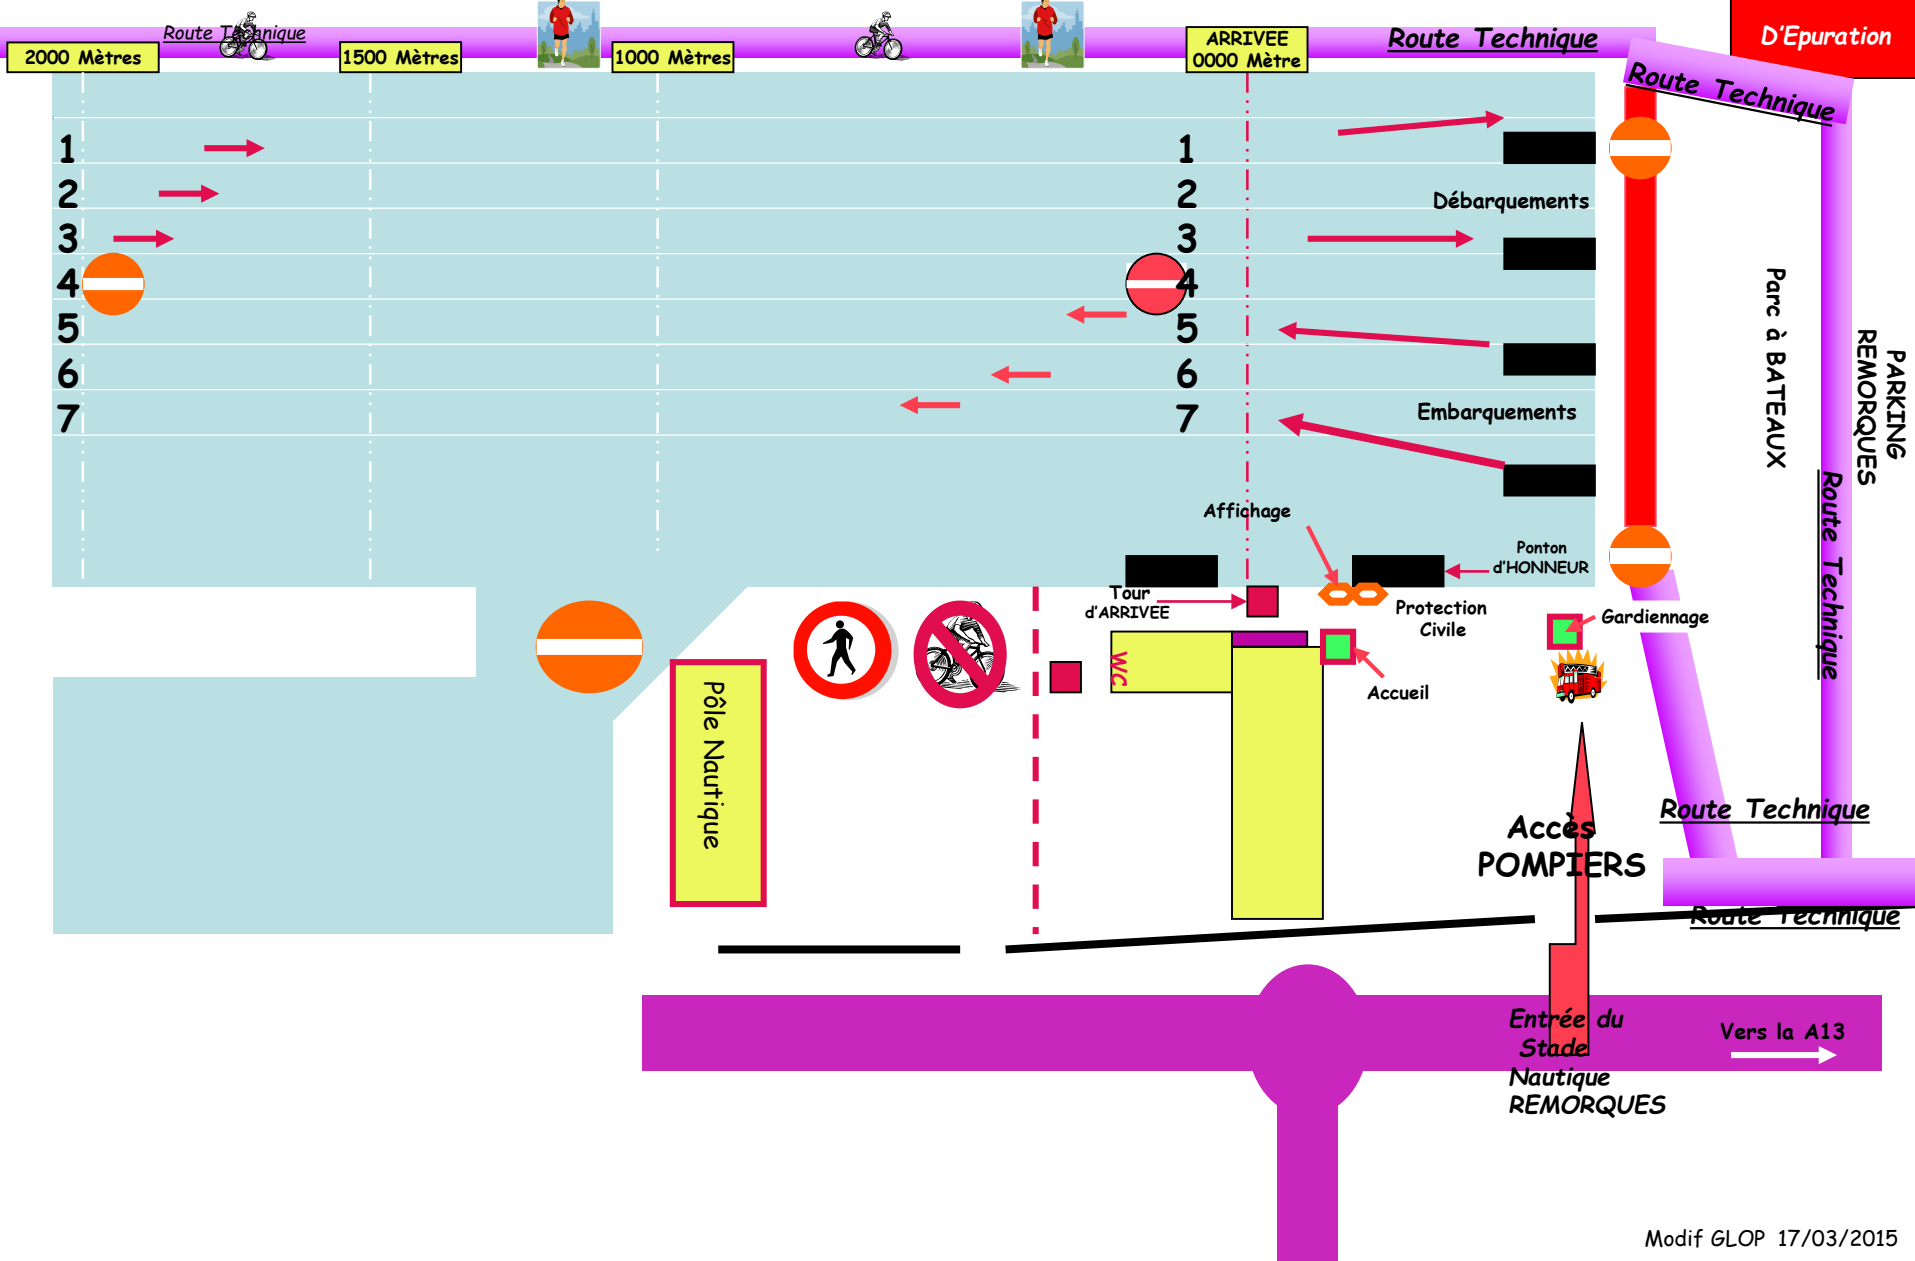 Route Technique
2000 Mètres
1500 Mètres
1000 Mètres
ARRIVEE
0000 Mètre
Route Technique
D'Epuration
Route Technique
1
2
3
4
5
6
7
1
2
3
4
5
6
7
Débarquements
Embarquements
Parc à BATEAUX
PARKING
REMORQUES
Route Technique
Affichage
Ponton
d'HONNEUR
Tour
d'ARRIVEE
Protection
Civile
Gardiennage
WC
Accueil
Pôle Nautique
Accès
POMPIERS
Route Technique
Route Technique
Entrée du
Stade
Nautique
REMORQUES
Vers la A13
Modif GLOP 17/03/2015